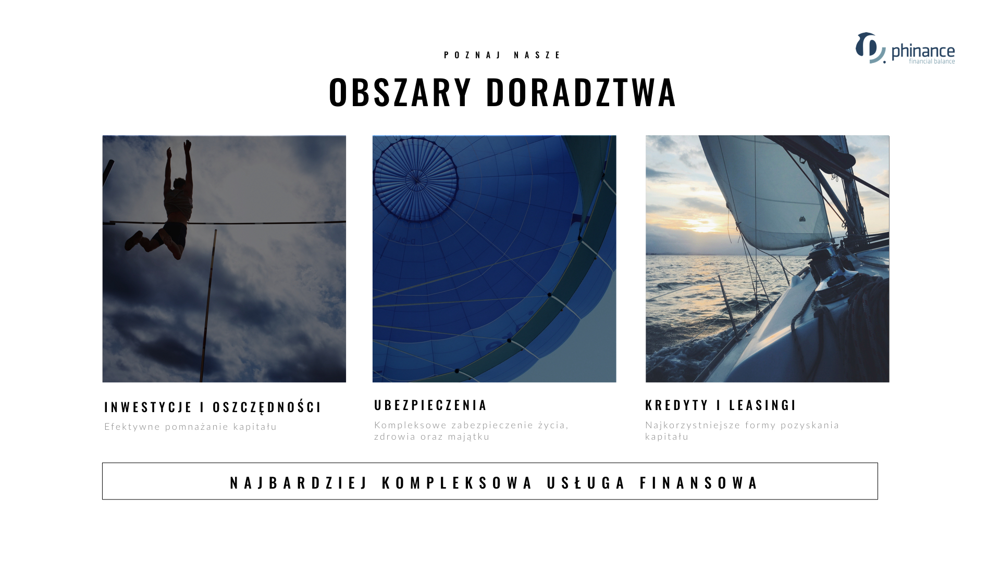 phinance
financial balance
POZNAJ NASZE
OBSZARY DORADZTWA
INWESTYCJE I OSZCZĘDNOŚCI
Efektywne pomnażanie kapitału
UBEZPIECZENIA
Kompleksowe zabezpieczenie życia,
zdrowia oraz majątku
KREDYTY I LEASINGI
Najkorzystniejsze formy pozyskania
kapitału
NAJBARDZIEJ KOMPLEKSOWA USŁUGA FINANSOWA